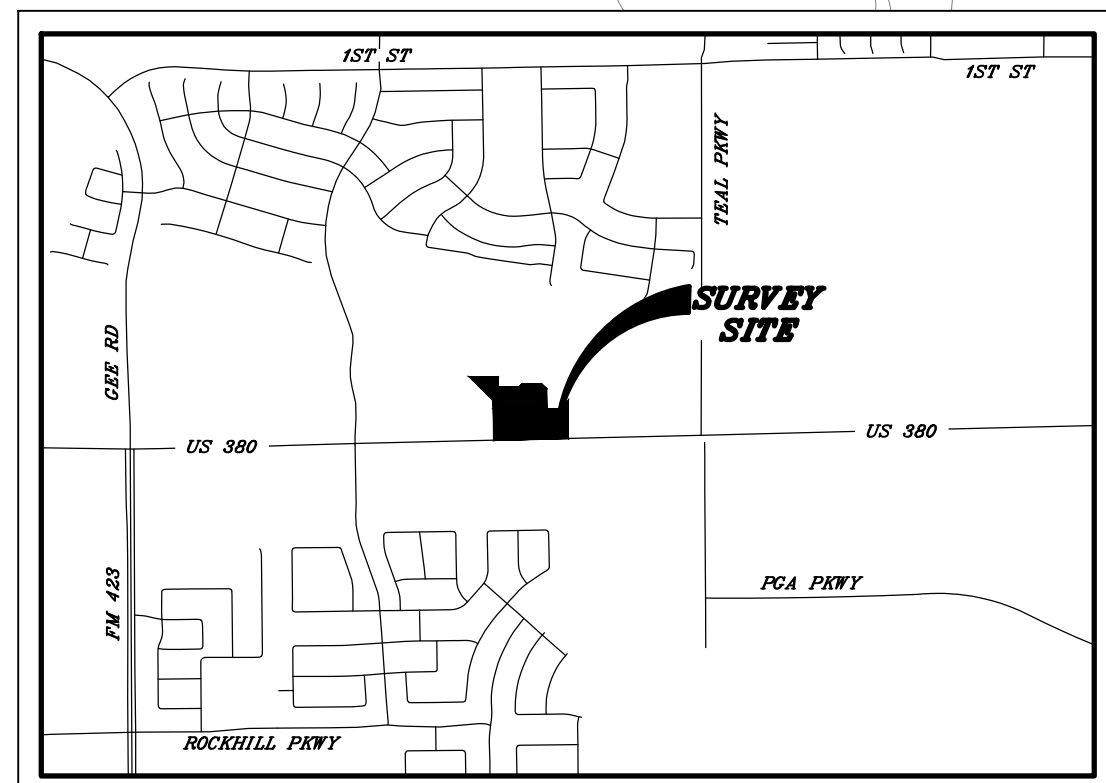 1ST ST
1ST ST
TEAL PKWY
SURVEY
SITE
GEE RD
US 380
US 380
FM 423
PGA PKWY
ROCKHILL PKWY